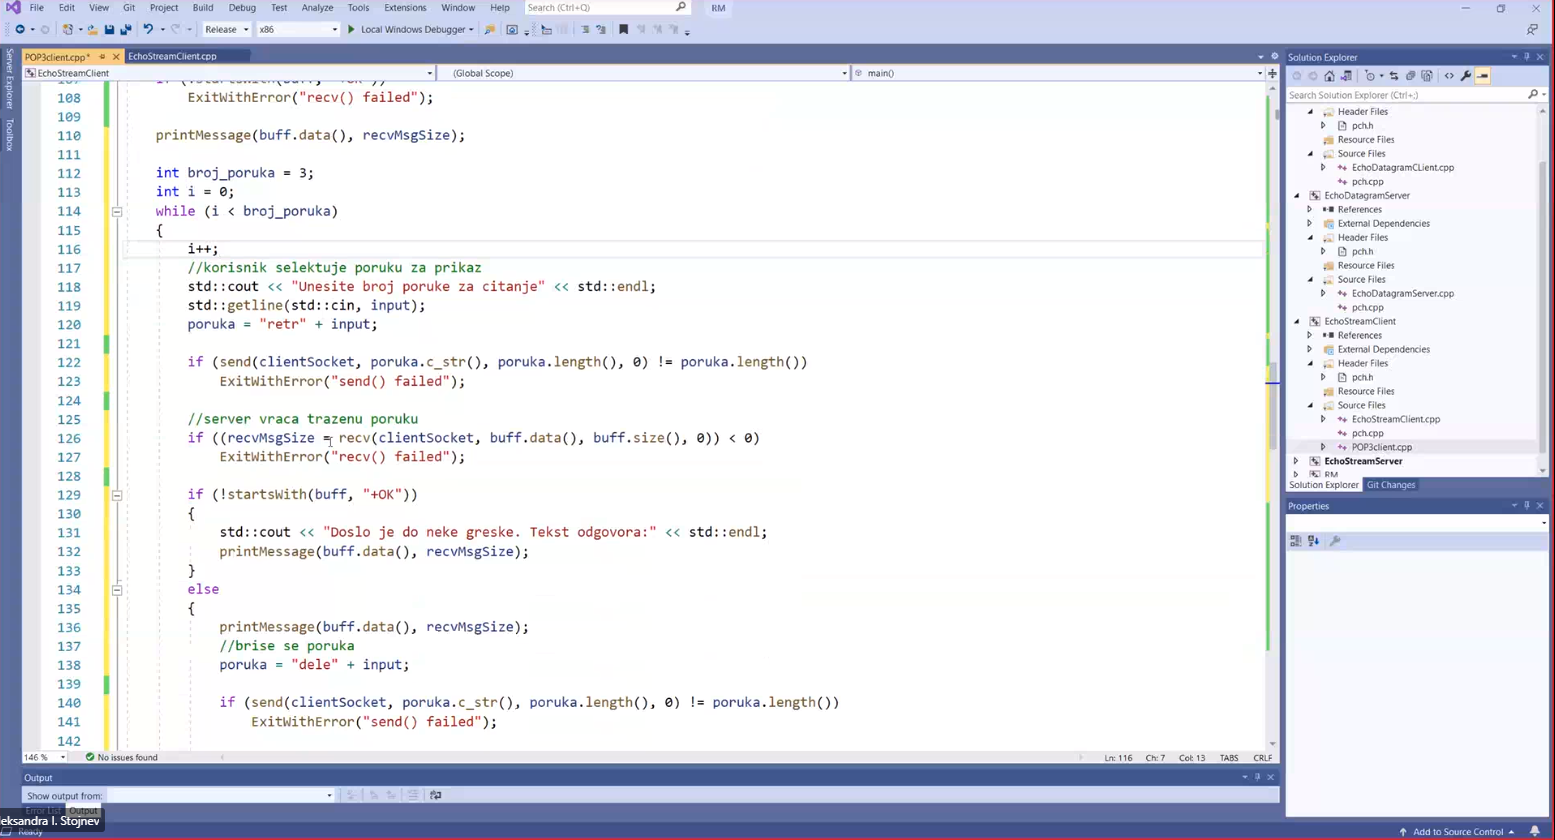 File Edit View Git Project Build Debug Test Analyze Tools Extensions Window Help Search (Ctrl+Q) RM
Release x86 Local Windows Debugger
POP3client.cpp* EchoStreamClient.cpp
EchoStreamClient (Global Scope) main()
Server Explorer
Toolbox
108 ExitWithError("recv() failed");
109
110 printMessage(buff.data(), recvMsgSize);
111
112 int broj_poruka = 3;
113 int i = 0;
114 while (i < broj_poruka)
115 {
116 i++;
117 //korisnik selektuje poruku za prikaz
118 std::cout << "Unesite broj poruke za citanje" << std::endl;
119 std::getline(std::cin, input);
120 poruka = "retr" + input;
121
122 if (send(clientSocket, poruka.c_str(), poruka.length(), 0) != poruka.length())
123 ExitWithError("send() failed");
124
125 //server vraca trazenu poruku
126 if ((recvMsgSize = recv(clientSocket, buff.data(), buff.size(), 0)) < 0)
127 ExitWithError("recv() failed");
128
129 if (!startsWith(buff, "+OK"))
130 {
131 std::cout << "Doslo je do neke greske. Tekst odgovora:" << std::endl;
132 printMessage(buff.data(), recvMsgSize);
133 }
134 else
135 {
136 printMessage(buff.data(), recvMsgSize);
137 //brise se poruka
138 poruka = "dele" + input;
139
140 if (send(clientSocket, poruka.c_str(), poruka.length(), 0) != poruka.length())
141 ExitWithError("send() failed");
142
146 % No issues found Ln: 116 Ch: 7 Col: 13 TABS CRLF
Output
Show output from:
Error List Output
leksandra I. Stojnev
Ready
Add to Source Control
Solution Explorer
Search Solution Explorer (Ctrl+;)
Header Files
pch.h
Resource Files
Source Files
EchoDatagramCLient.cpp
pch.cpp
EchoDatagramServer
References
External Dependencies
Header Files
pch.h
Resource Files
Source Files
EchoDatagramServer.cpp
pch.cpp
EchoStreamClient
References
External Dependencies
Header Files
pch.h
Resource Files
Source Files
EchoStreamClient.cpp
pch.cpp
POP3client.cpp
EchoStreamServer
RM
Solution Explorer Git Changes
Properties